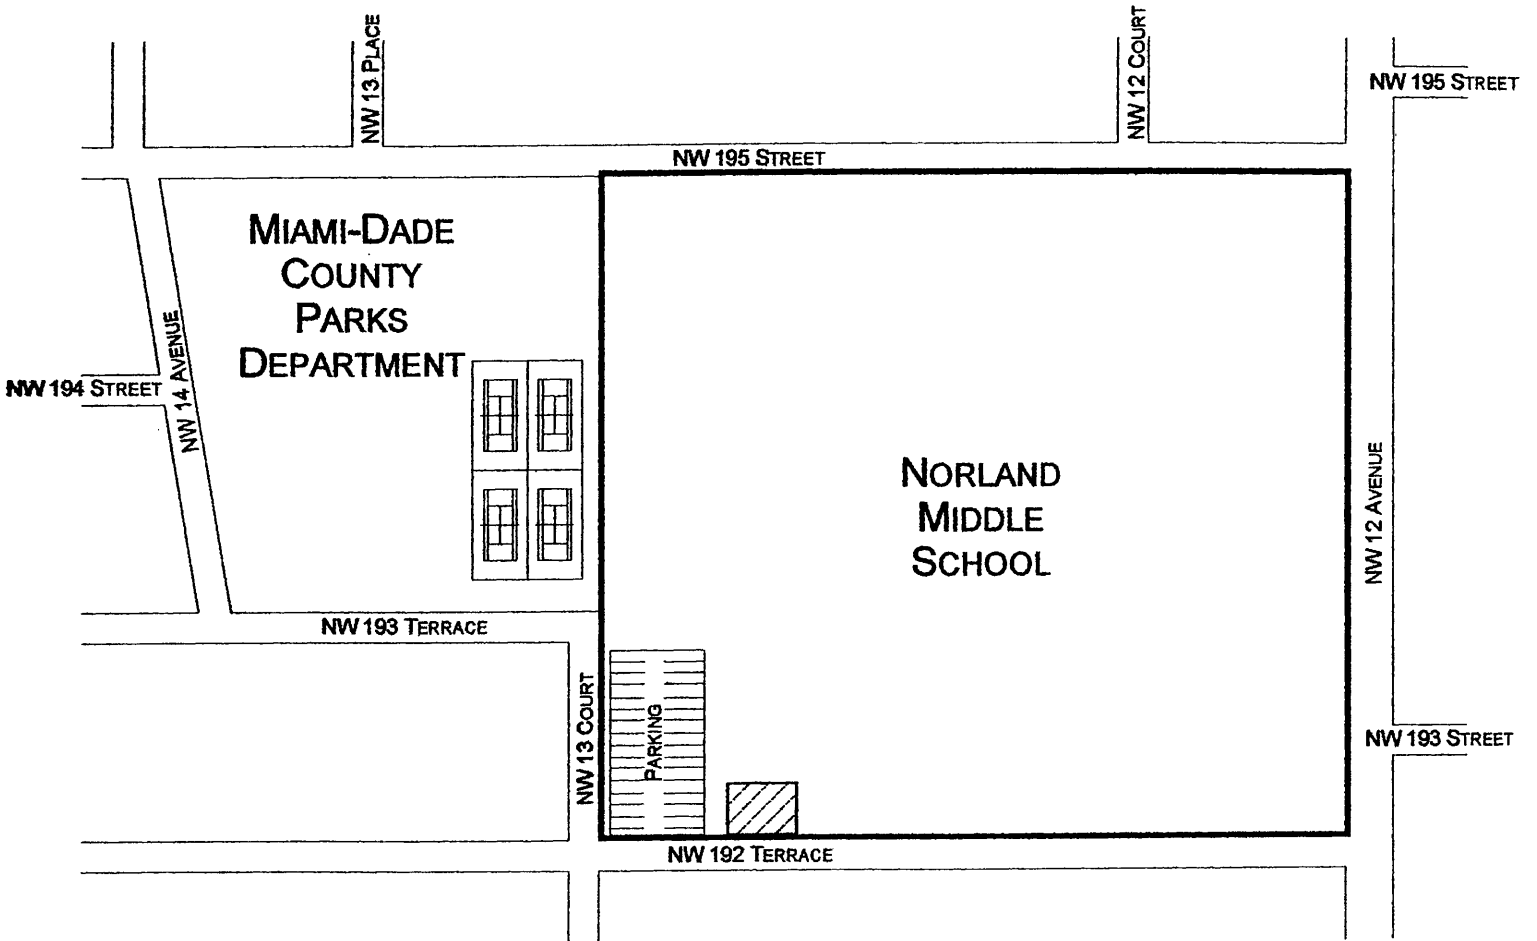 NW 13 PLACE
NW 12 COURT
NW 195 STREET
NW 195 STREET
MIAMI-DADE
COUNTY
PARKS
DEPARTMENT
NW 194 STREET
NW 14 AVENUE
NORLAND
MIDDLE
SCHOOL
NW 12 AVENUE
NW 193 TERRACE
NW 13 COURT
PARKING
NW 193 STREET
NW 192 TERRACE